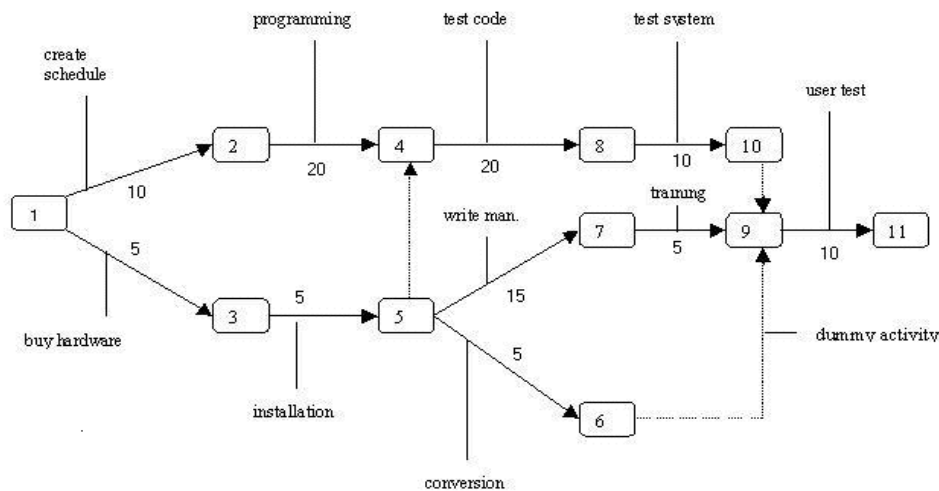 programming
test code
test system
create
schedule
user test
2
4
8
10
20
20
10
10
write man.
training
1
5
7
9
11
5
10
5
15
3
5
5
buy hardware
dummy activity
installation
6
conversion